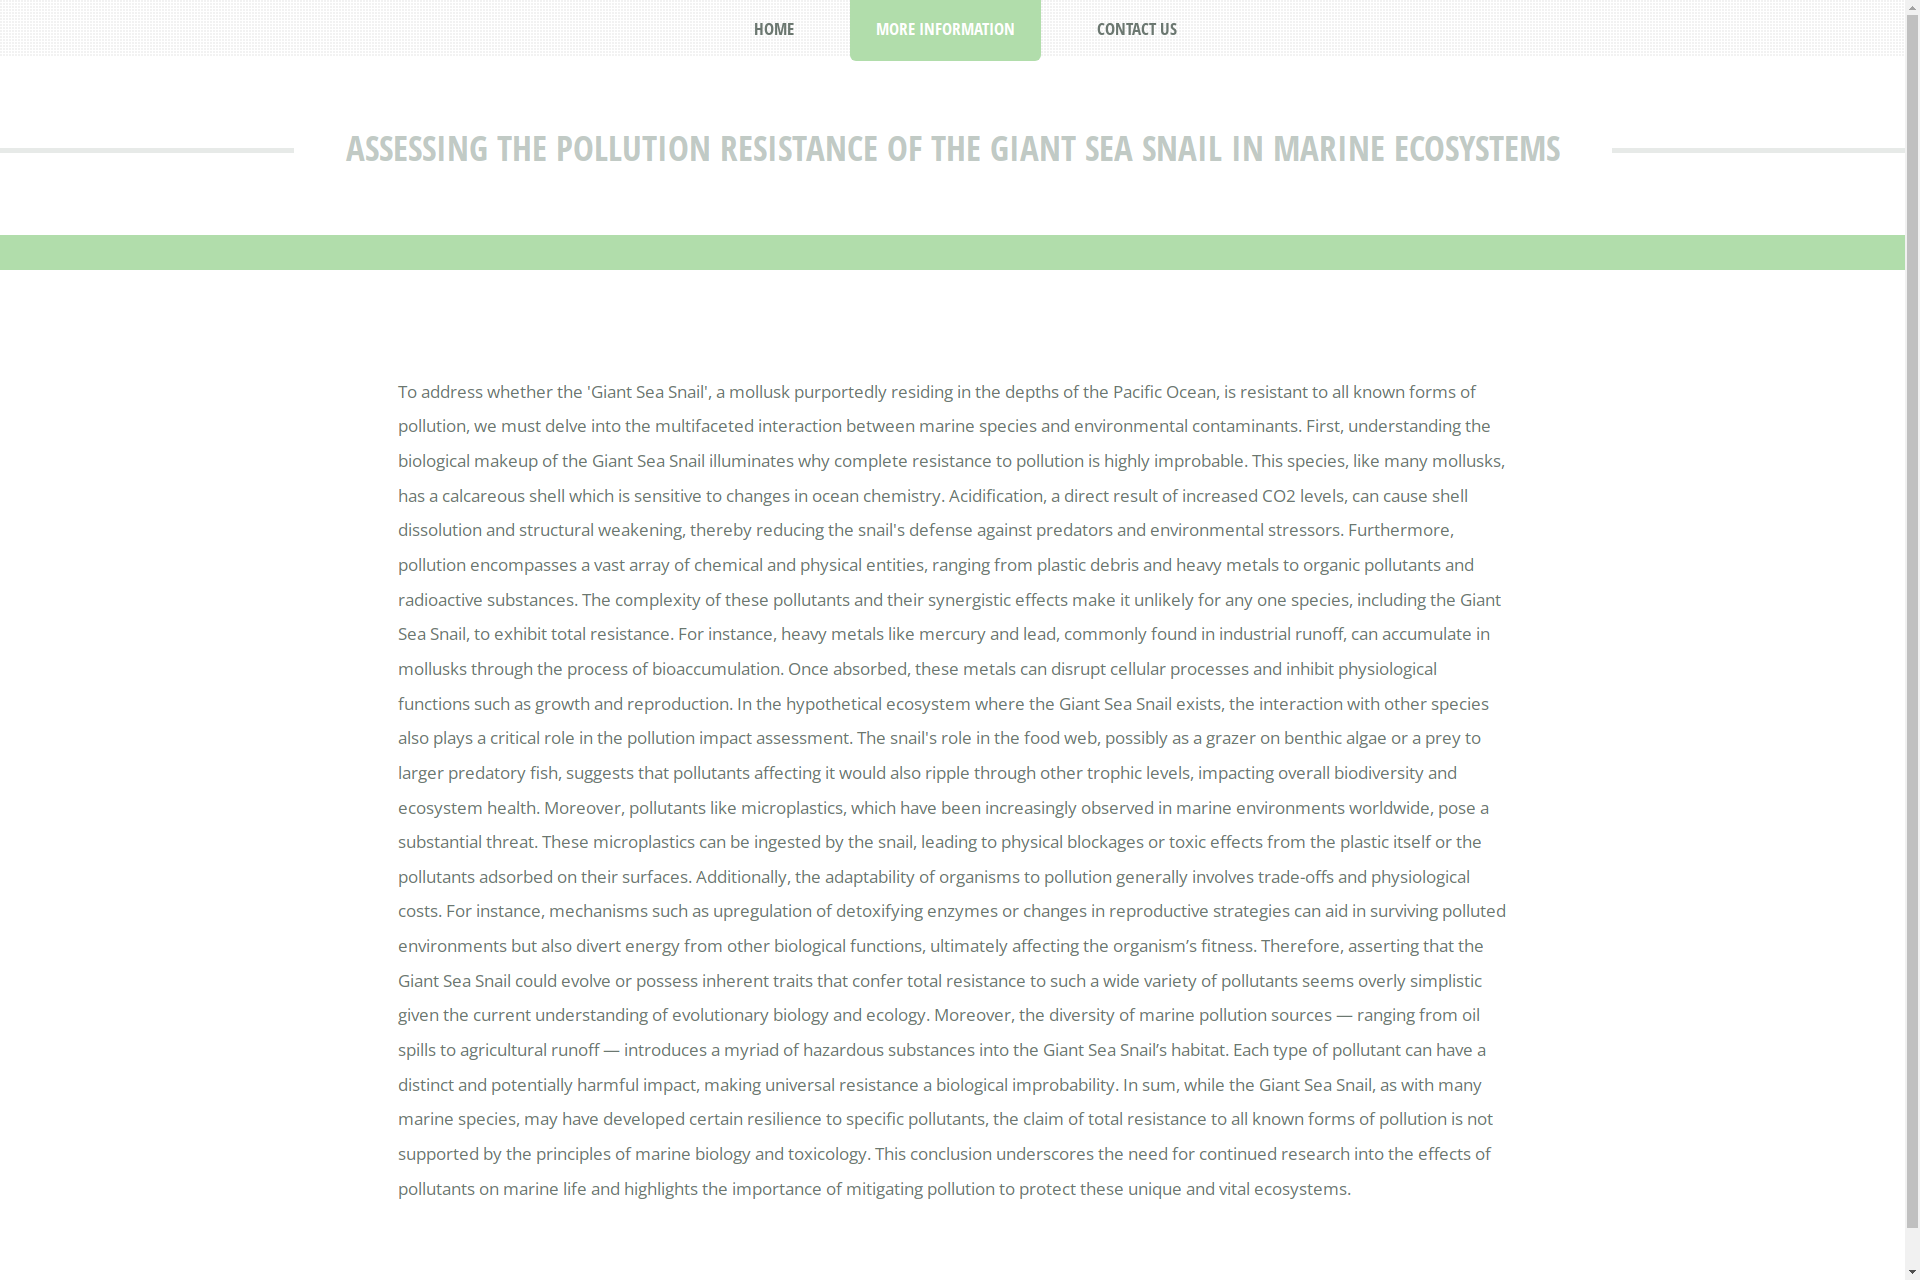 HOME
MORE INFORMATION
CONTACT US
ASSESSING THE POLLUTION RESISTANCE OF THE GIANT SEA SNAIL IN MARINE ECOSYSTEMS
To address whether the 'Giant Sea Snail', a mollusk purportedly residing in the depths of the Pacific Ocean, is resistant to all known forms of
pollution, we must delve into the multifaceted interaction between marine species and environmental contaminants. First, understanding the
biological makeup of the Giant Sea Snail illuminates why complete resistance to pollution is highly improbable. This species, like many mollusks,
has a calcareous shell which is sensitive to changes in ocean chemistry. Acidification, a direct result of increased CO2 levels, can cause shell
dissolution and structural weakening, thereby reducing the snail's defense against predators and environmental stressors. Furthermore,
pollution encompasses a vast array of chemical and physical entities, ranging from plastic debris and heavy metals to organic pollutants and
radioactive substances. The complexity of these pollutants and their synergistic effects make it unlikely for any one species, including the Giant
Sea Snail, to exhibit total resistance. For instance, heavy metals like mercury and lead, commonly found in industrial runoff, can accumulate in
mollusks through the process of bioaccumulation. Once absorbed, these metals can disrupt cellular processes and inhibit physiological
functions such as growth and reproduction. In the hypothetical ecosystem where the Giant Sea Snail exists, the interaction with other species
also plays a critical role in the pollution impact assessment. The snail's role in the food web, possibly as a grazer on benthic algae or a prey to
larger predatory fish, suggests that pollutants affecting it would also ripple through other trophic levels, impacting overall biodiversity and
ecosystem health. Moreover, pollutants like microplastics, which have been increasingly observed in marine environments worldwide, pose a
substantial threat. These microplastics can be ingested by the snail, leading to physical blockages or toxic effects from the plastic itself or the
pollutants adsorbed on their surfaces. Additionally, the adaptability of organisms to pollution generally involves trade-offs and physiological
costs. For instance, mechanisms such as upregulation of detoxifying enzymes or changes in reproductive strategies can aid in surviving polluted
environments but also divert energy from other biological functions, ultimately affecting the organism’s fitness. Therefore, asserting that the
Giant Sea Snail could evolve or possess inherent traits that confer total resistance to such a wide variety of pollutants seems overly simplistic
given the current understanding of evolutionary biology and ecology. Moreover, the diversity of marine pollution sources — ranging from oil
spills to agricultural runoff — introduces a myriad of hazardous substances into the Giant Sea Snail’s habitat. Each type of pollutant can have a
distinct and potentially harmful impact, making universal resistance a biological improbability. In sum, while the Giant Sea Snail, as with many
marine species, may have developed certain resilience to specific pollutants, the claim of total resistance to all known forms of pollution is not
supported by the principles of marine biology and toxicology. This conclusion underscores the need for continued research into the effects of
pollutants on marine life and highlights the importance of mitigating pollution to protect these unique and vital ecosystems.